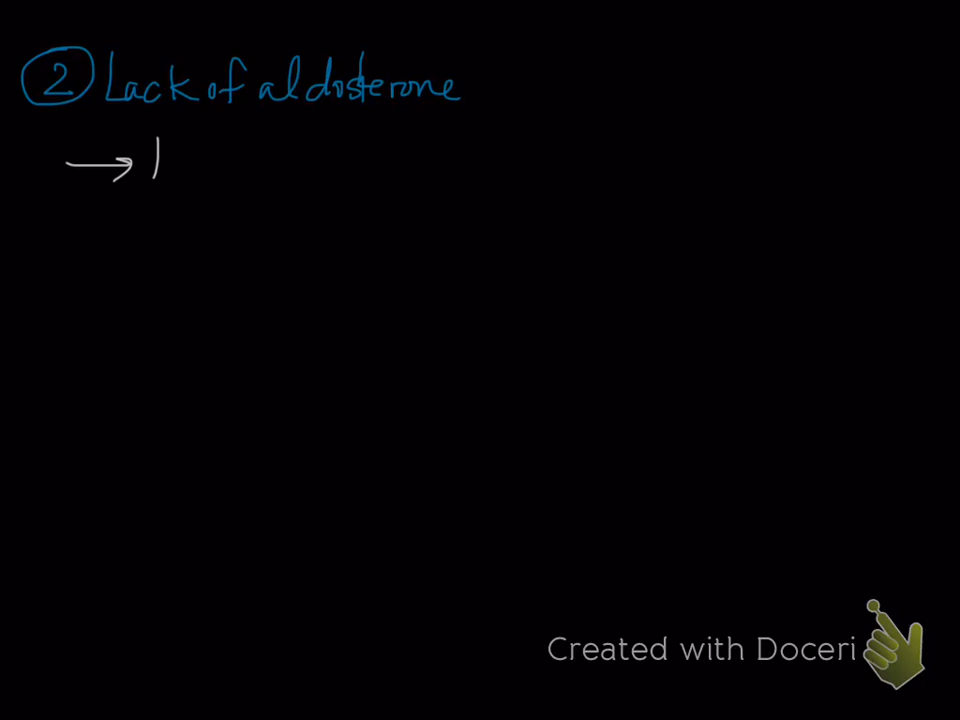 ② Lack of aldosterone
→
Created with Doceri